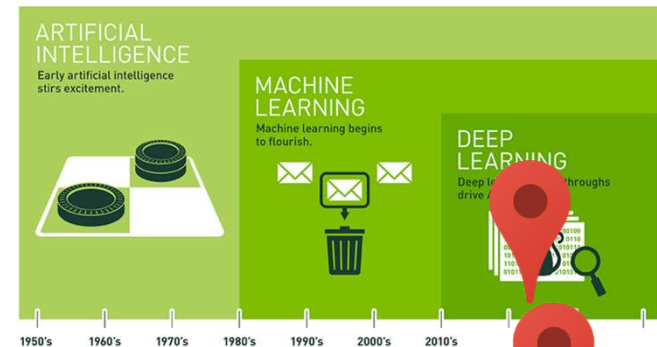 ARTIFICIAL
INTELLIGENCE
Early artificial intelligence
stirs excitement.
MACHINE
LEARNING
Machine learning begins
to flourish.
DEEP
LEARNING
Deep
drive
1950's 1960's 1970's 1980's 1990's 2000's 2010's